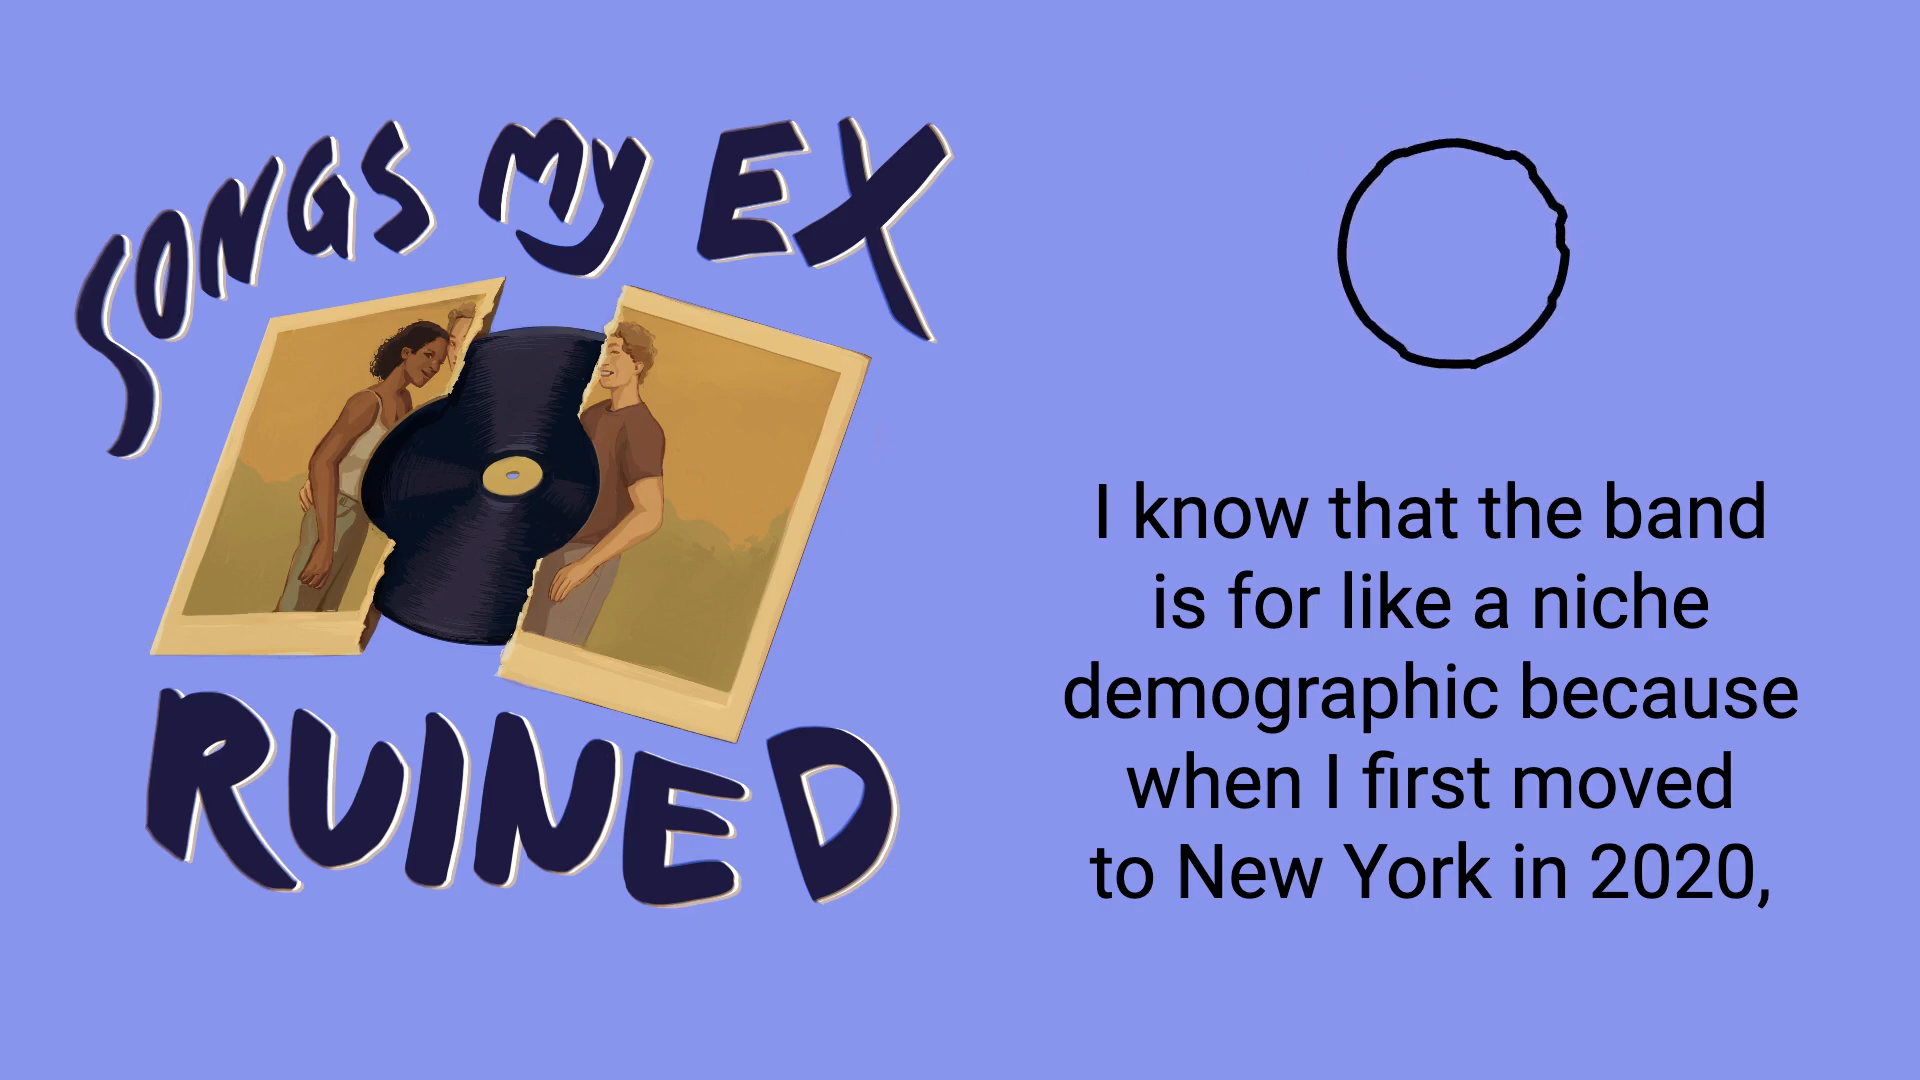 SONGS MY EX
RUINED
I know that the band
is for like a niche
demographic because
when I first moved
to New York in 2020,